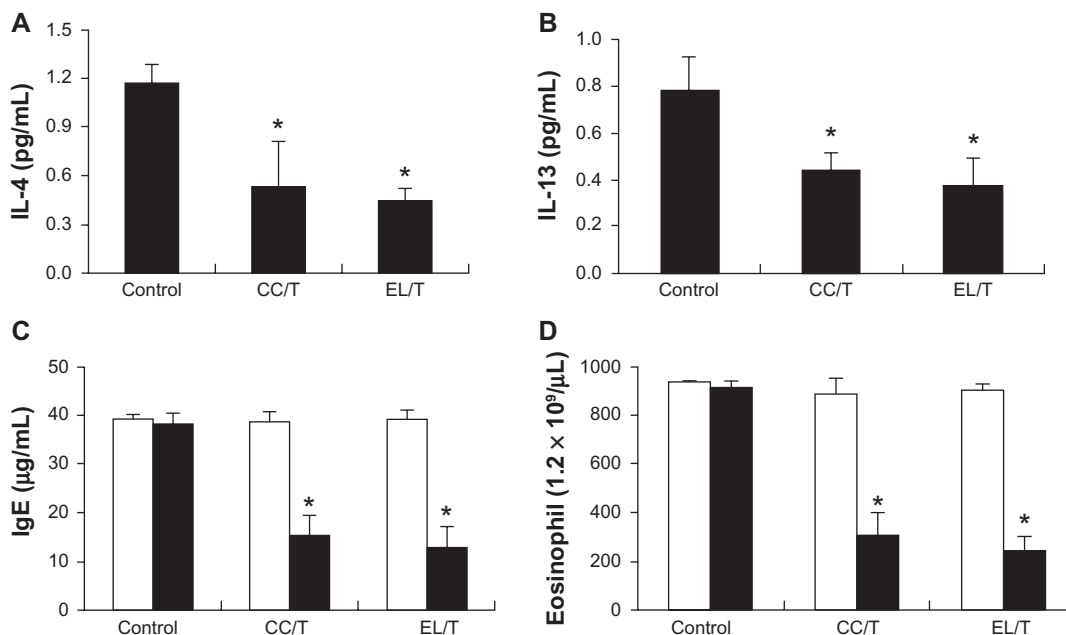 A
IL-4 (pg/mL)
1.5
1.2
0.9
0.6
0.3
0.0
*
*
Control CC/T EL/T
B
IL-13 (pg/mL)
1.0
0.8
0.6
0.4
0.2
0.0
*
*
Control CC/T EL/T
C
IgE (μg/mL)
50
40
30
20
10
0
*
*
Control CC/T EL/T
D
Eosinophil (1.2 × 10⁹/μL)
1000
800
600
400
200
0
*
*
Control CC/T EL/T